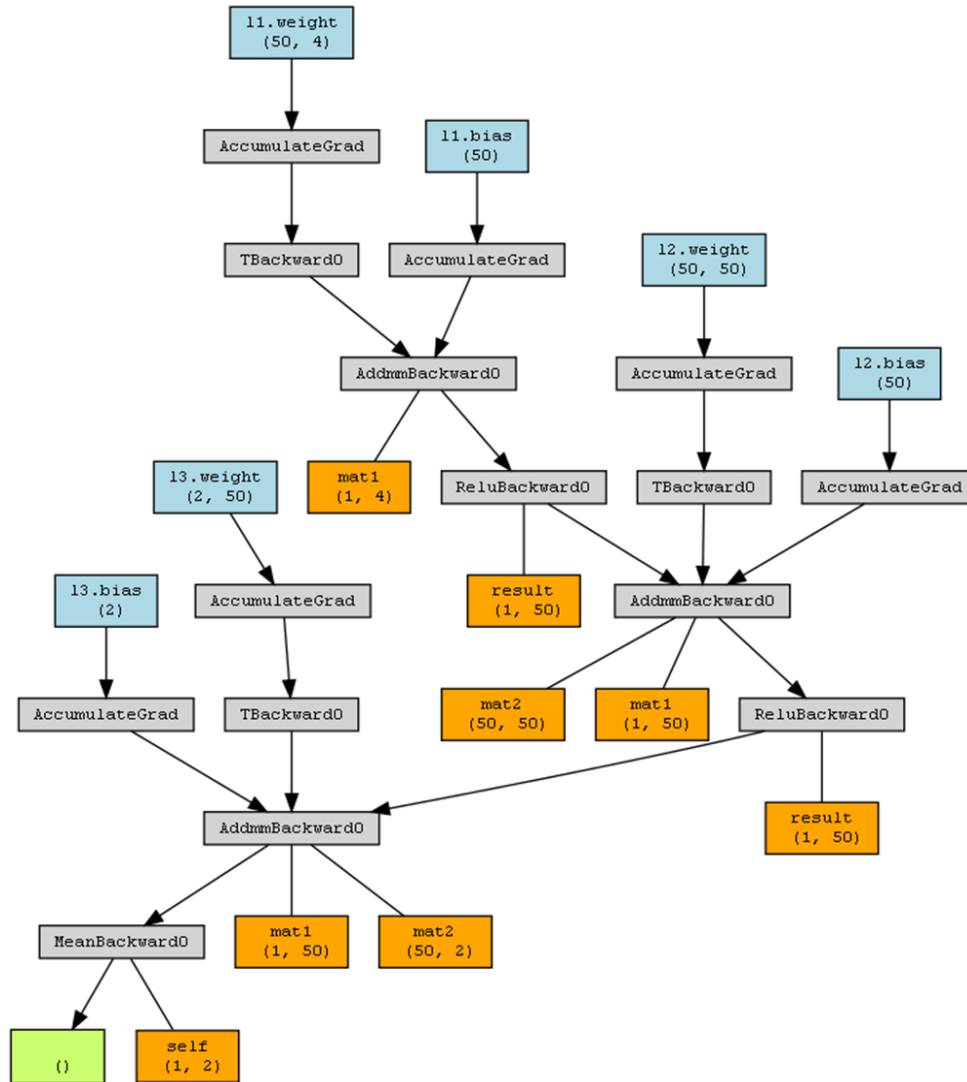 l1.weight
(50, 4)
AccumulateGrad
l1.bias
(50)
TBackward0
AccumulateGrad
l2.weight
(50, 50)
AddmmBackward0
AccumulateGrad
l2.bias
(50)
l3.weight
(2, 50)
mat1
(1, 4)
ReluBackward0
TBackward0
AccumulateGrad
l3.bias
(2)
AccumulateGrad
result
(1, 50)
AddmmBackward0
AccumulateGrad
TBackward0
mat2
(50, 50)
mat1
(1, 50)
ReluBackward0
AddmmBackward0
result
(1, 50)
MeanBackward0
mat1
(1, 50)
mat2
(50, 2)
()
self
(1, 2)